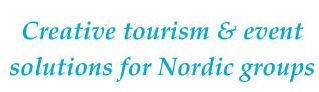 Creative tourism & event
solutions for Nordic groups